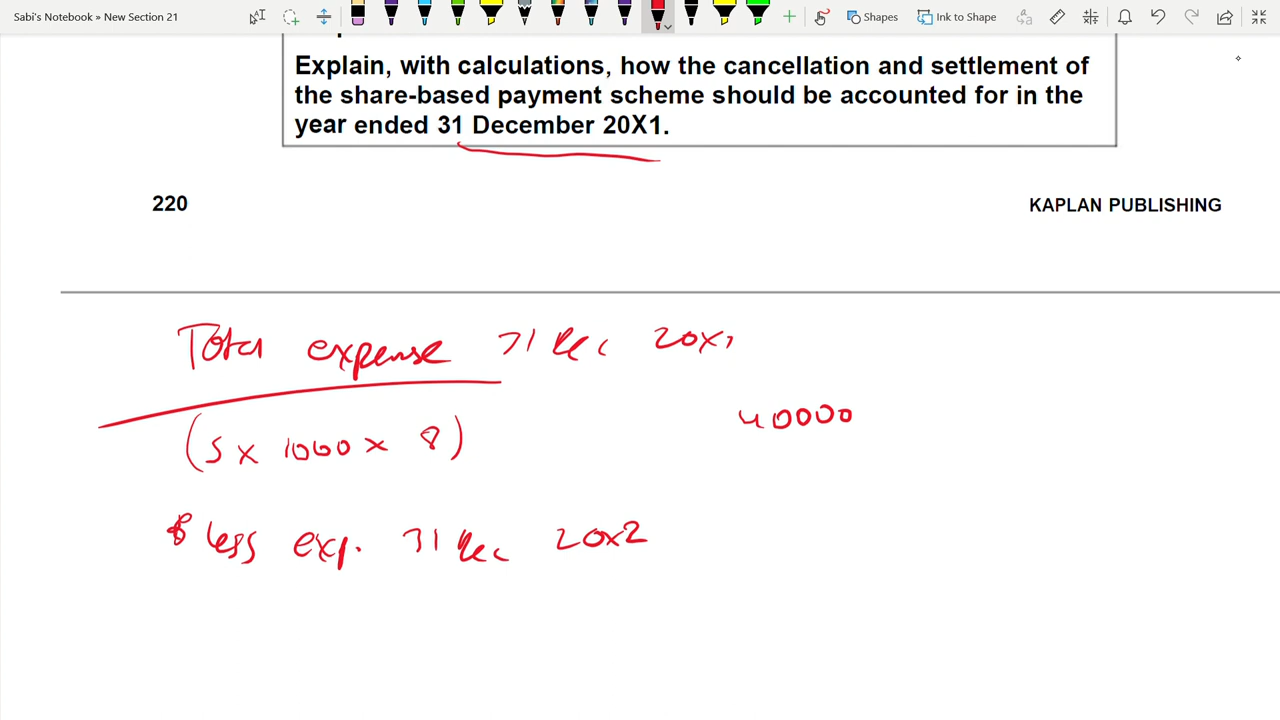 Sabi's Notebook » New Section 21
Shapes
Ink to Shape
Explain, with calculations, how the cancellation and settlement of
the share-based payment scheme should be accounted for in the
year ended 31 December 20X1.
220
KAPLAN PUBLISHING
Total expense 31 Dec 20X1
(5 x 1000 x 8) 40000
less exp. 31 Dec 20x2